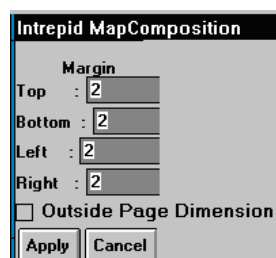 Intrepid MapComposition
Margin
Top : 2
Bottom : 2
Left : 2
Right : 2
Outside Page Dimension
Apply Cancel